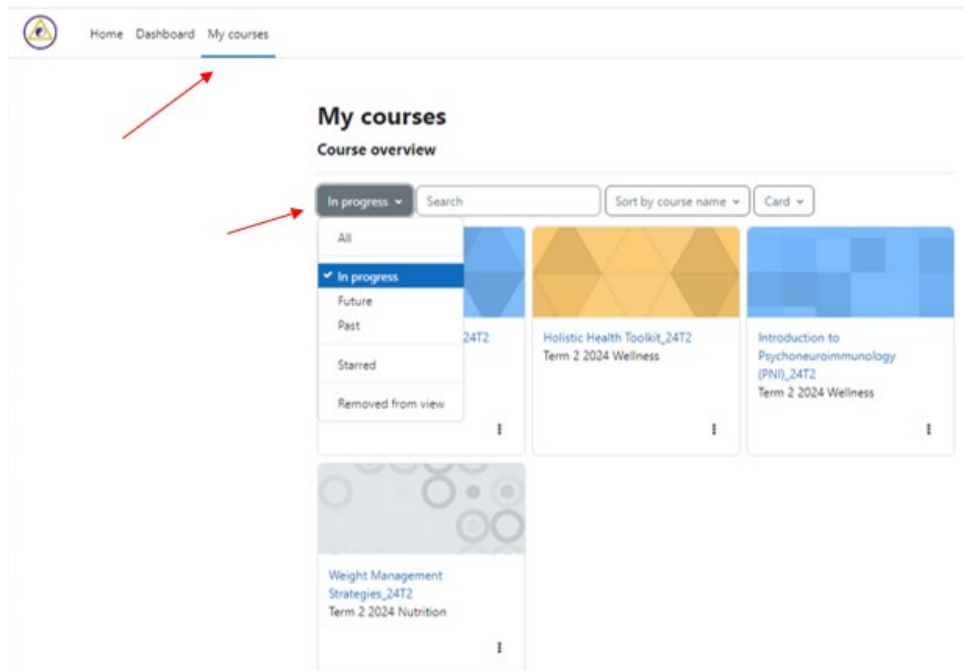 Home Dashboard My courses
My courses
Course overview
In progress Search Sort by course name Card
All
In progress
Future
Past
Starred
Removed from view
24T2
Holistic Health Toolkit_24T2
Term 2 2024 Wellness
Introduction to
Psychoneuroimmunology
(PNI)_24T2
Term 2 2024 Wellness
Weight Management
Strategies_24T2
Term 2 2024 Nutrition